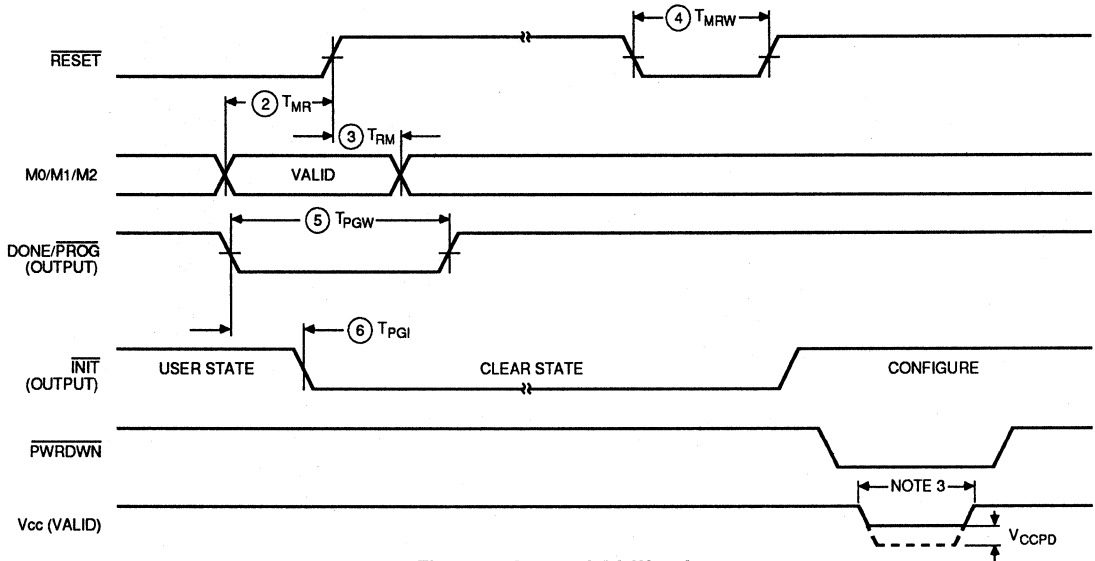 ④ TMRW
RESET
② TMR
③ TRM
M0/M1/M2
VALID
⑤ TPGW
DONE/PROG
(OUTPUT)
⑥ TPGI
INIT
(OUTPUT)
USER STATE
CLEAR STATE
CONFIGURE
PWRDWN
NOTE 3
Vcc (VALID)
VCCPD